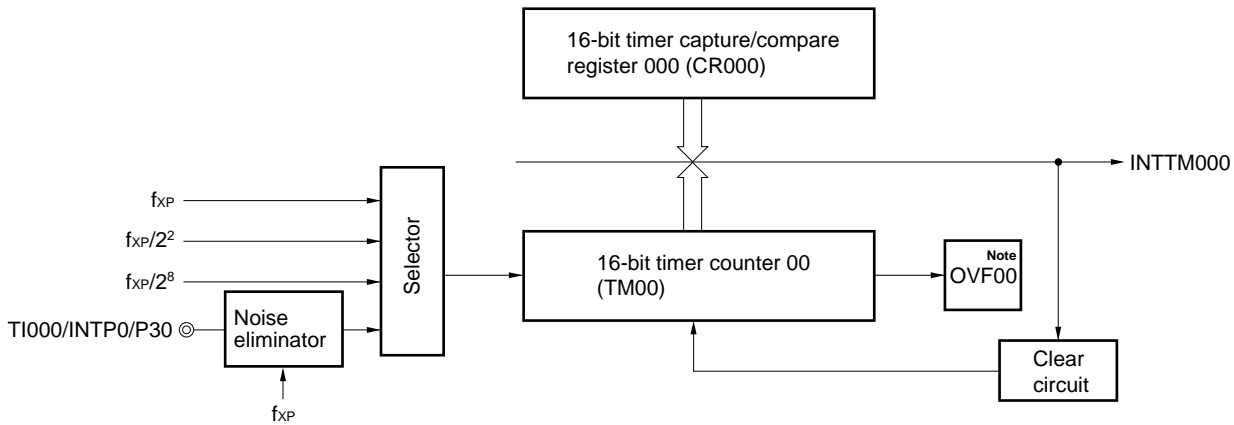 16-bit timer capture/compare
register 000 (CR000)
INTTM000
Selector
fXP
fXP/2²
fXP/2⁸
TI000/INTP0/P30
Noise
eliminator
fXP
16-bit timer counter 00
(TM00)
Note
OVF00
Clear
circuit